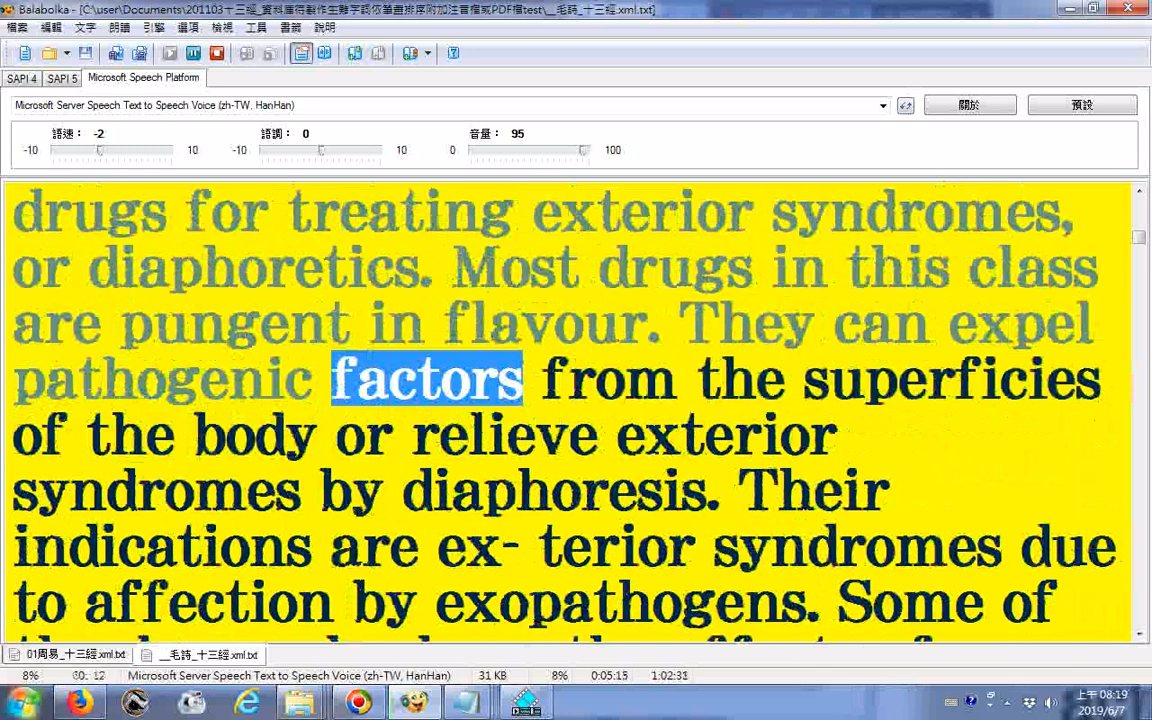 Balabolka - [C:\user\Documents\201103十三經_資料庫待製作生難字詞依筆畫排序附加注音檔或PDF檔test\__毛詩_十三經.xml.txt]
檔案 編輯 文字 朗讀 引擎 選項 檢視 工具 書籤 說明
SAPI 4 SAPI 5 Microsoft Speech Platform
Microsoft Server Speech Text to Speech Voice (zh-TW, HanHan) 關於 預設
語速： -2 語調： 0 音量： 95
-10 10 -10 10 0 100
drugs for treating exterior syndromes,
or diaphoretics. Most drugs in this class
are pungent in flavour. They can expel
pathogenic factors from the superficies
of the body or relieve exterior
syndromes by diaphoresis. Their
indications are ex- terior syndromes due
to affection by exopathogens. Some of
01周易_十三經.xml.txt __毛詩_十三經.xml.txt
8% 60: 12 Microsoft Server Speech Text to Speech Voice (zh-TW, HanHan) 31 KB 8% 0:05:15 1:02:31
上午 08:19
2019/6/7